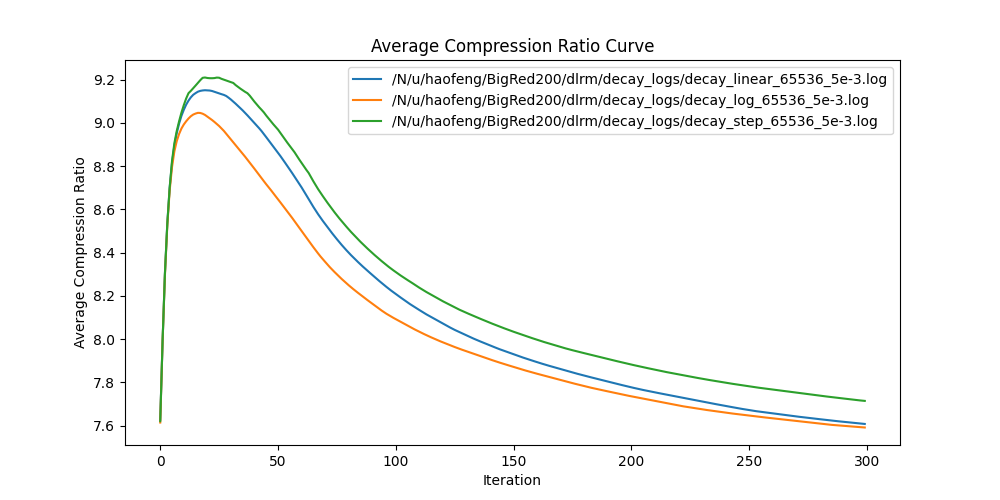 Average Compression Ratio Curve
/N/u/haofeng/BigRed200/dlrm/decay_logs/decay_linear_65536_5e-3.log
/N/u/haofeng/BigRed200/dlrm/decay_logs/decay_log_65536_5e-3.log
/N/u/haofeng/BigRed200/dlrm/decay_logs/decay_step_65536_5e-3.log
Average Compression Ratio
9.2
9.0
8.8
8.6
8.4
8.2
8.0
7.8
7.6
0 50 100 150 200 250 300
Iteration